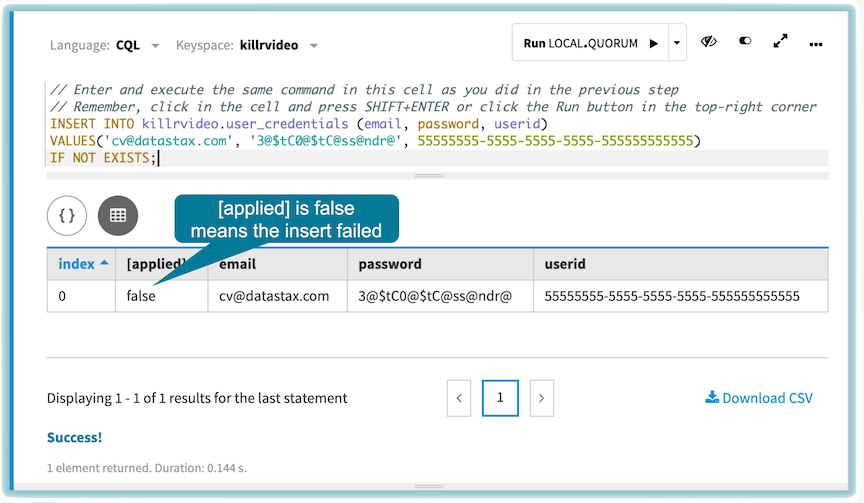 Language: CQL Keyspace: killrvideo Run LOCAL.QUORUM
// Enter and execute the same command in this cell as you did in the previous step
// Remember, click in the cell and press SHIFT+ENTER or click the Run button in the top-right corner
INSERT INTO killrvideo.user_credentials (email, password, userid)
VALUES('cv@datastax.com', '3@$tC0@$tC@ss@ndr@', 55555555-5555-5555-5555-555555555555)
IF NOT EXISTS;
{ }
[applied] is false
means the insert failed
index [applied] email password userid
0 false cv@datastax.com 3@$tC0@$tC@ss@ndr@ 55555555-5555-5555-5555-555555555555
Displaying 1 - 1 of 1 results for the last statement < 1 > Download CSV
Success!
1 element returned. Duration: 0.144 s.